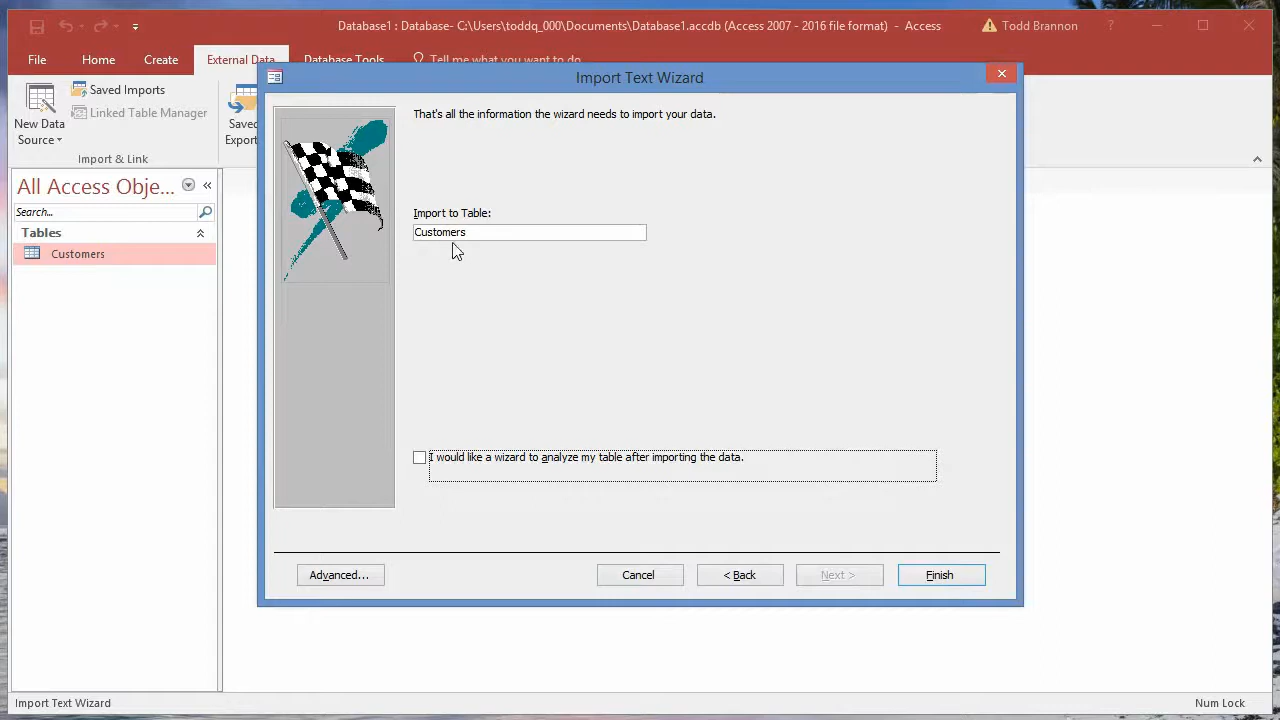 Database1 : Database- C:\Users\toddq_000\Documents\Database1.accdb (Access 2007 - 2016 file format) - Access
Todd Brannon
?
File
Home
Create
External Data
Database Tools
Tell me what you want to do
New Data
Source
Saved Imports
Linked Table Manager
Saved
Export
Import & Link
All Access Obje...
Search...
Tables
Customers
Import Text Wizard
That's all the information the wizard needs to import your data.
Import to Table:
Customers
I would like a wizard to analyze my table after importing the data.
Advanced...
Cancel
< Back
Next >
Finish
Import Text Wizard
Num Lock